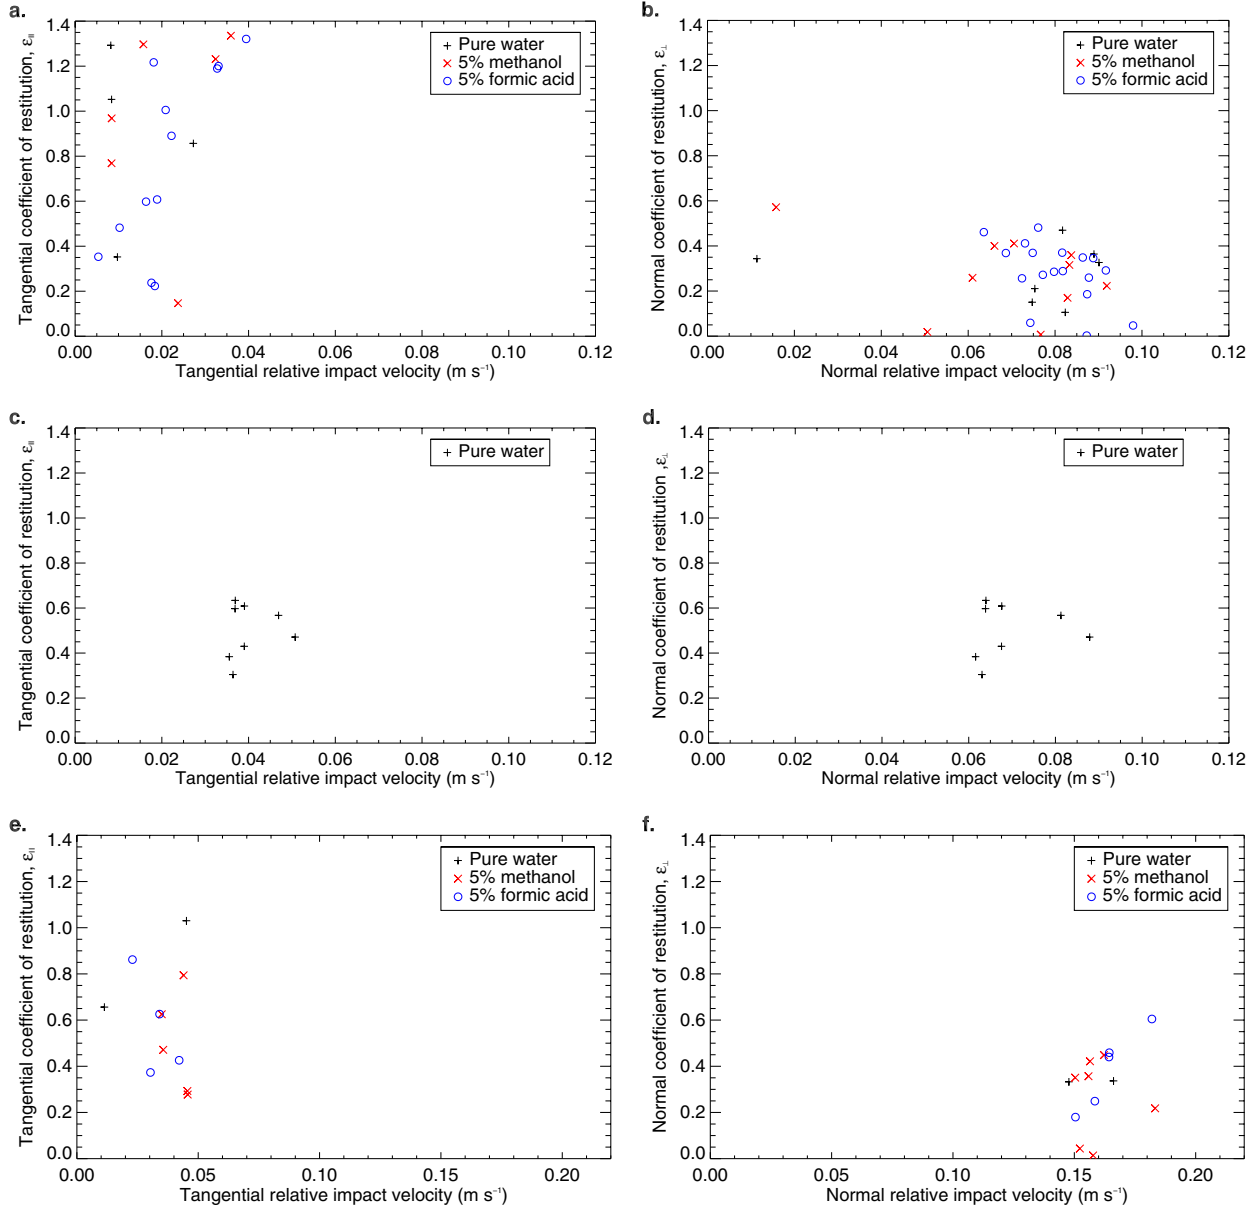 a.
1.4
1.2
1.0
0.8
0.6
0.4
0.2
0.0
Tangential coefficient of restitution, ε∥
0.00 0.02 0.04 0.06 0.08 0.10 0.12
Tangential relative impact velocity (m s⁻¹)
Pure water
5% methanol
5% formic acid
b.
1.4
1.2
1.0
0.8
0.6
0.4
0.2
0.0
Normal coefficient of restitution, ε⊥
0.00 0.02 0.04 0.06 0.08 0.10 0.12
Normal relative impact velocity (m s⁻¹)
Pure water
5% methanol
5% formic acid
c.
1.4
1.2
1.0
0.8
0.6
0.4
0.2
0.0
Tangential coefficient of restitution, ε∥
0.00 0.02 0.04 0.06 0.08 0.10 0.12
Tangential relative impact velocity (m s⁻¹)
Pure water
d.
1.4
1.2
1.0
0.8
0.6
0.4
0.2
0.0
Normal coefficient of restitution ,ε⊥
0.00 0.02 0.04 0.06 0.08 0.10 0.12
Normal relative impact velocity (m s⁻¹)
Pure water
e.
1.4
1.2
1.0
0.8
0.6
0.4
0.2
0.0
Tangential coefficient of restitution, ε∥
0.00 0.05 0.10 0.15 0.20
Tangential relative impact velocity (m s⁻¹)
Pure water
5% methanol
5% formic acid
f.
1.4
1.2
1.0
0.8
0.6
0.4
0.2
0.0
Normal coefficient of restitution, ε⊥
0.00 0.05 0.10 0.15 0.20
Normal relative impact velocity (m s⁻¹)
Pure water
5% methanol
5% formic acid